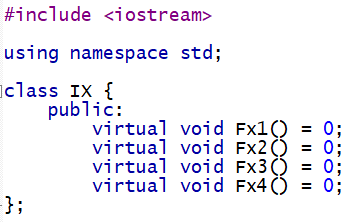 #include <iostream>
using namespace std;
class IX {
public:
virtual void Fx1() = 0;
virtual void Fx2() = 0;
virtual void Fx3() = 0;
virtual void Fx4() = 0;
};